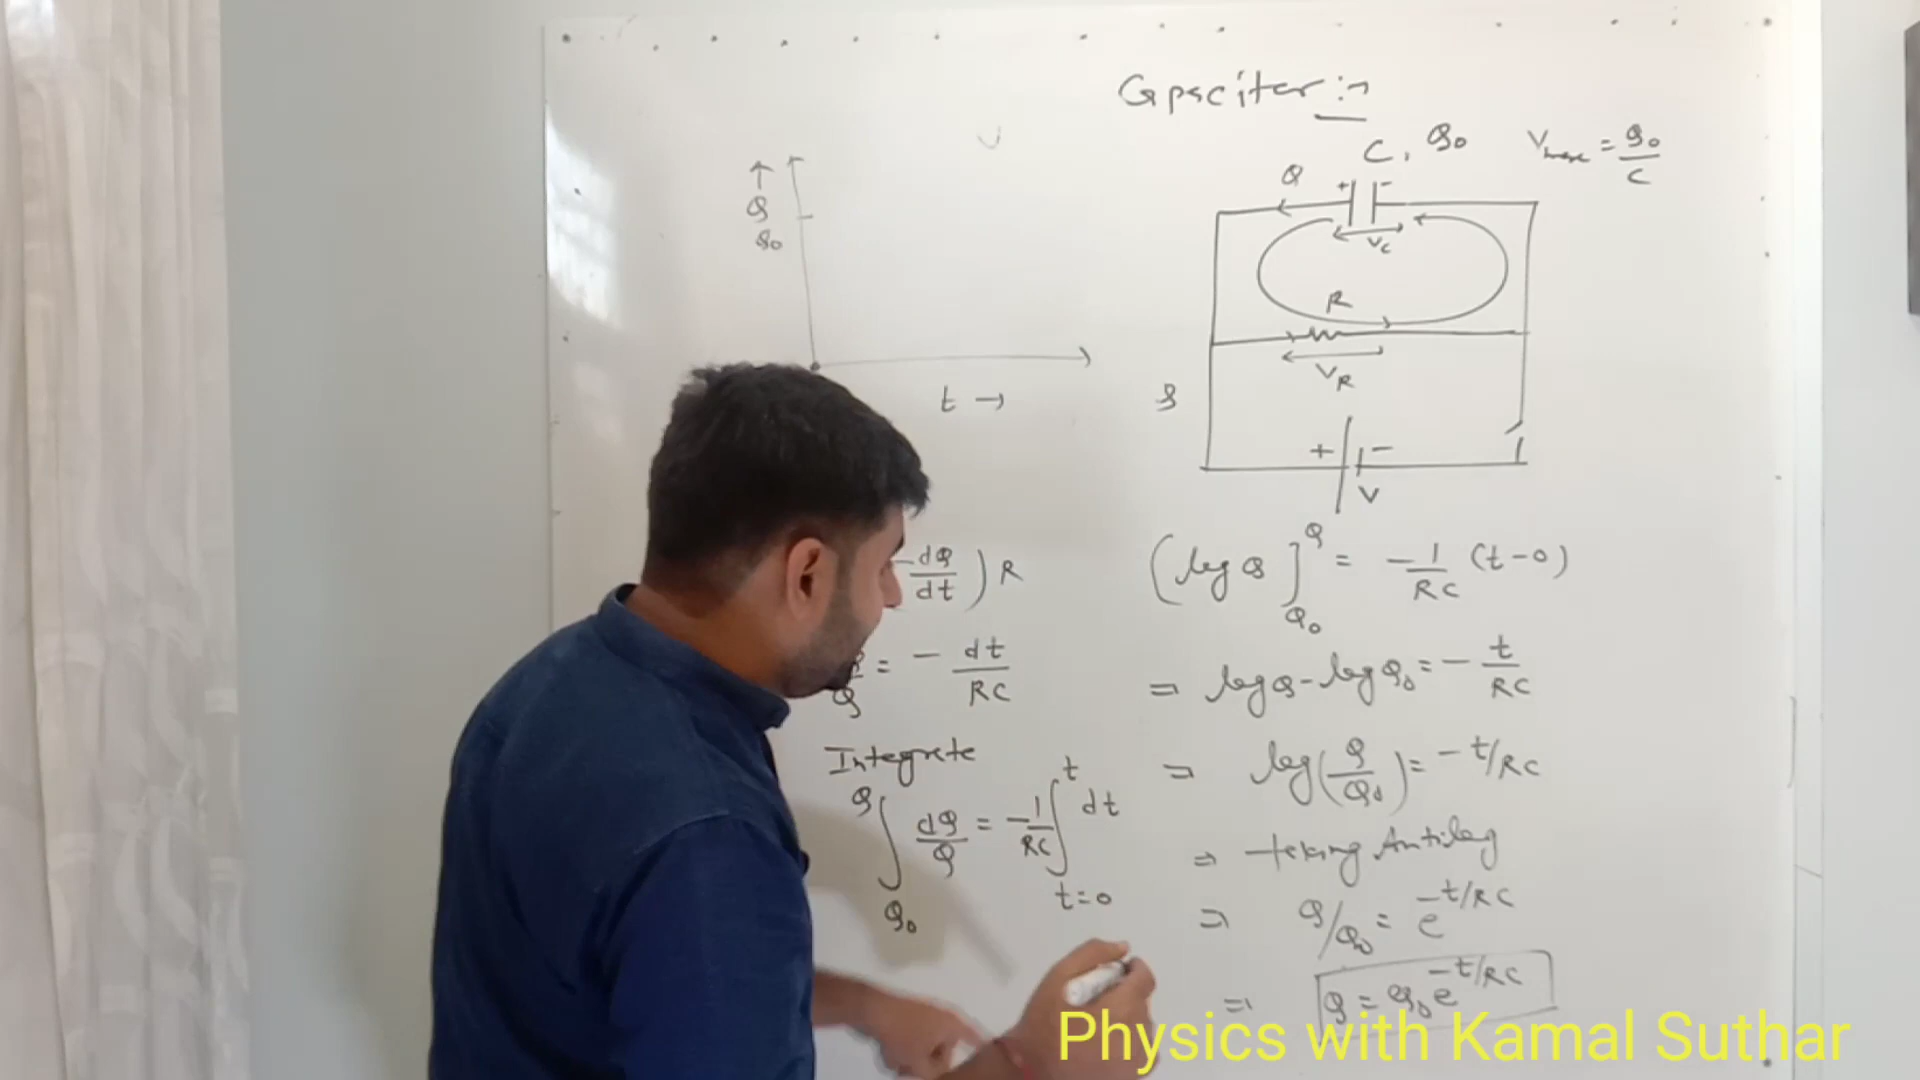 Capaciter :→
C, Q₀
V_max = Q₀/C
Q
+ -
V_C
R
V_R
+ -
V
↑
Q
Q₀
t →
Q
-dQ/dt ) R
Q = - dt/RC
Integrate
∫_{Q₀}^{Q} dQ/Q = -1/RC ∫_{t=0}^{t} dt
(log Q]_{Q₀}^{Q} = -1/RC (t-0)
⇒ log Q - log Q₀ = - t/RC
⇒ log(Q/Q₀) = -t/RC
⇒ teking Antilog
⇒ Q/Q₀ = e^{-t/RC}
⇒ Q = Q₀ e^{-t/RC}
Physics with Kamal Suthar